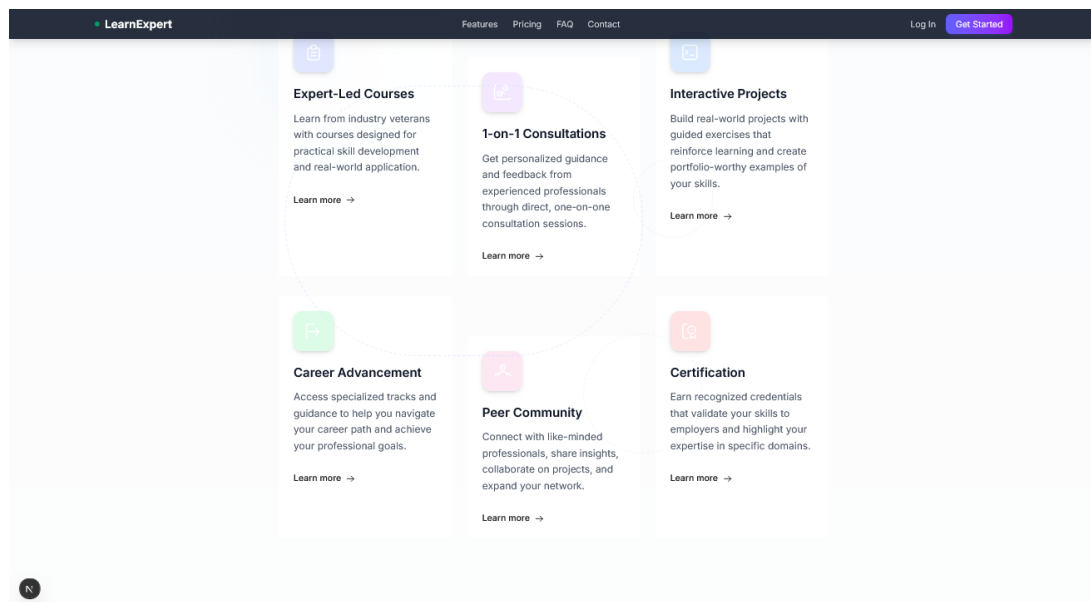 LearnExpert
Features
Pricing
FAQ
Contact
Log In
Get Started
Expert-Led Courses
Learn from industry veterans
with courses designed for
practical skill development
and real-world application.
Learn more →
1-on-1 Consultations
Get personalized guidance
and feedback from
experienced professionals
through direct, one-on-one
consultation sessions.
Learn more →
Interactive Projects
Build real-world projects with
guided exercises that
reinforce learning and create
portfolio-worthy examples of
your skills.
Learn more →
Career Advancement
Access specialized tracks and
guidance to help you navigate
your career path and achieve
your professional goals.
Learn more →
Peer Community
Connect with like-minded
professionals, share insights,
collaborate on projects, and
expand your network.
Learn more →
Certification
Earn recognized credentials
that validate your skills to
employers and highlight your
expertise in specific domains.
Learn more →
N